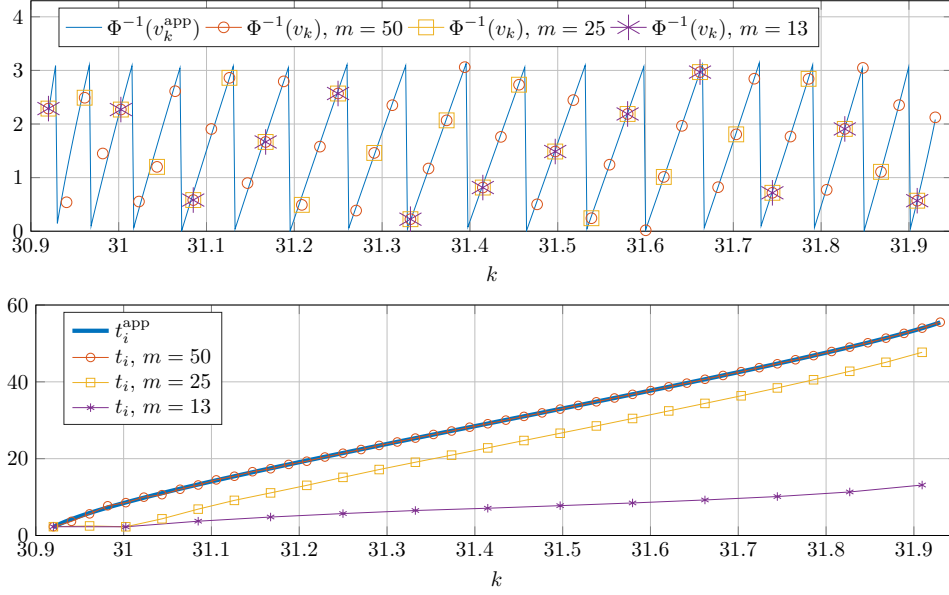 4
3
2
1
0
Φ⁻¹(v_k^app) Φ⁻¹(v_k), m = 50 Φ⁻¹(v_k), m = 25 Φ⁻¹(v_k), m = 13
30.9 31 31.1 31.2 31.3 31.4 31.5 31.6 31.7 31.8 31.9
k
60
40
20
0
t_i^app
t_i, m = 50
t_i, m = 25
t_i, m = 13
30.9 31 31.1 31.2 31.3 31.4 31.5 31.6 31.7 31.8 31.9
k